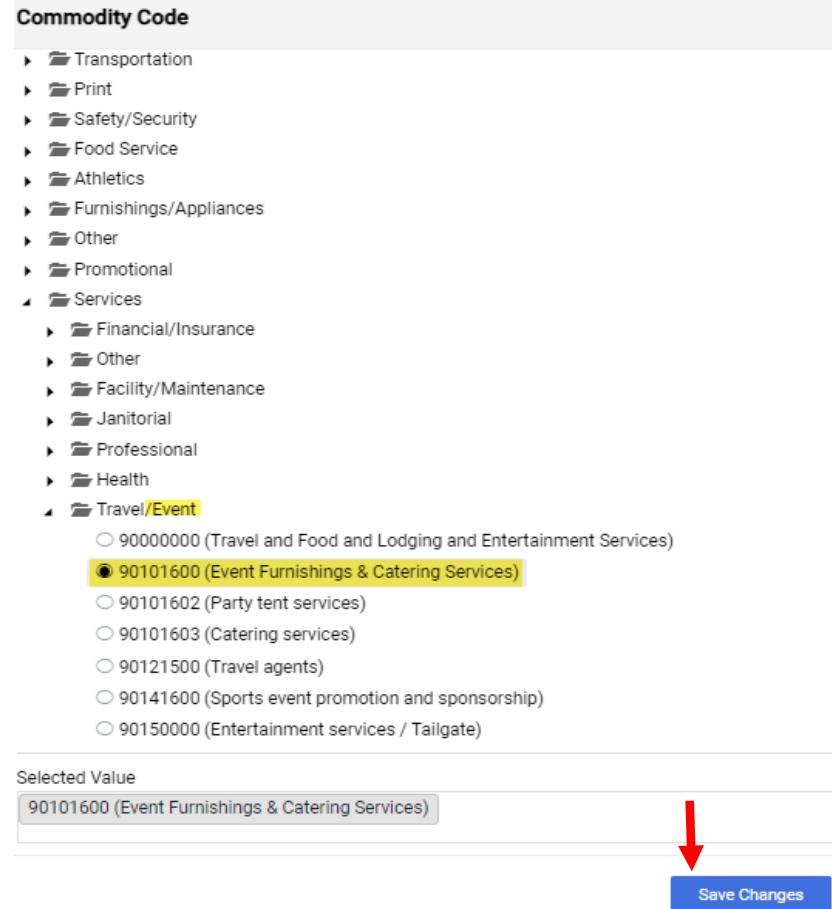 Commodity Code
Transportation
Print
Safety/Security
Food Service
Athletics
Furnishings/Appliances
Other
Promotional
Services
Financial/Insurance
Other
Facility/Maintenance
Janitorial
Professional
Health
Travel/Event
90000000 (Travel and Food and Lodging and Entertainment Services)
90101600 (Event Furnishings & Catering Services)
90101602 (Party tent services)
90101603 (Catering services)
90121500 (Travel agents)
90141600 (Sports event promotion and sponsorship)
90150000 (Entertainment services / Tailgate)
Selected Value
90101600 (Event Furnishings & Catering Services)
Save Changes